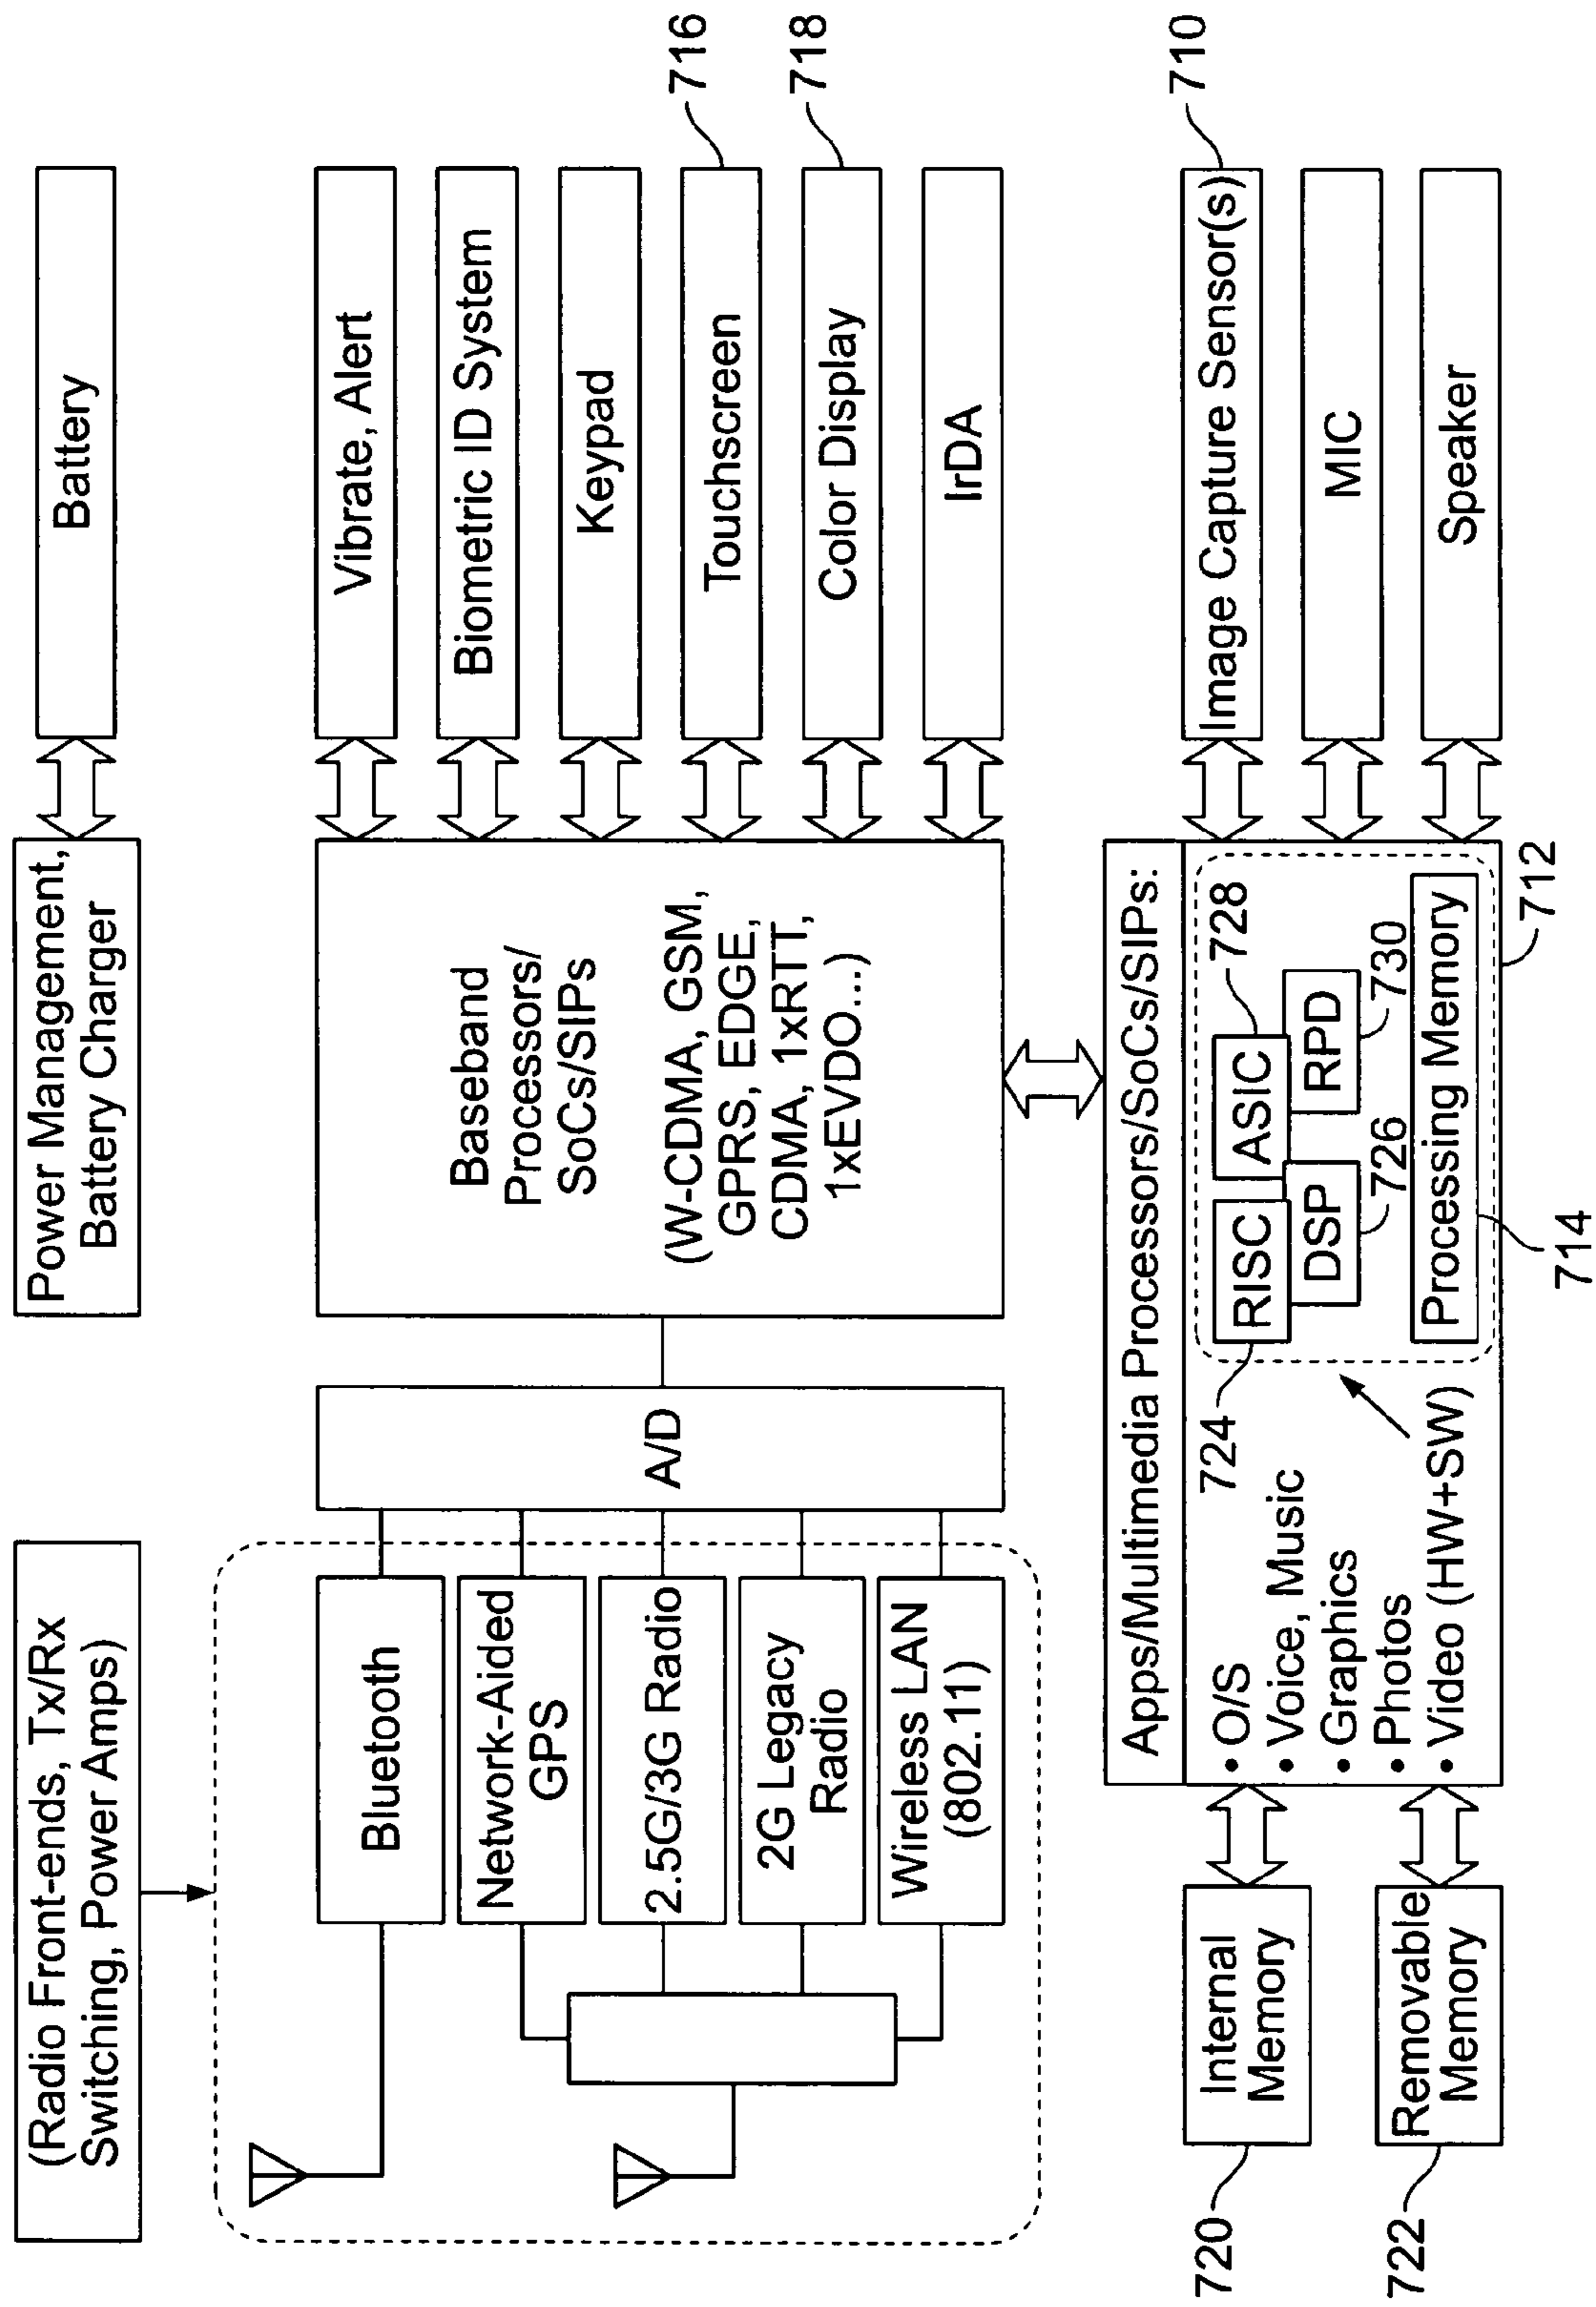 (Radio Front-ends, Tx/Rx
Switching, Power Amps)
Power Management,
Battery Charger
Battery
Bluetooth
Network-Aided
GPS
2.5G/3G Radio
2G Legacy
Radio
Wireless LAN
(802.11)
A/D
Baseband
Processors/
SoCs/SIPs
(W-CDMA, GSM,
GPRS, EDGE,
CDMA, 1xRTT,
1xEVDO...)
Vibrate, Alert
Biometric ID System
Keypad
Touchscreen
716
Color Display
718
IrDA
720
Internal
Memory
722
Removable
Memory
Apps/Multimedia Processors/SoCs/SIPs:
• O/S
• Voice, Music
• Graphics
• Photos
• Video (HW+SW)
724
RISC
ASIC
728
DSP
RPD
726
730
Processing Memory
714
712
Image Capture Sensor(s)
710
MIC
Speaker